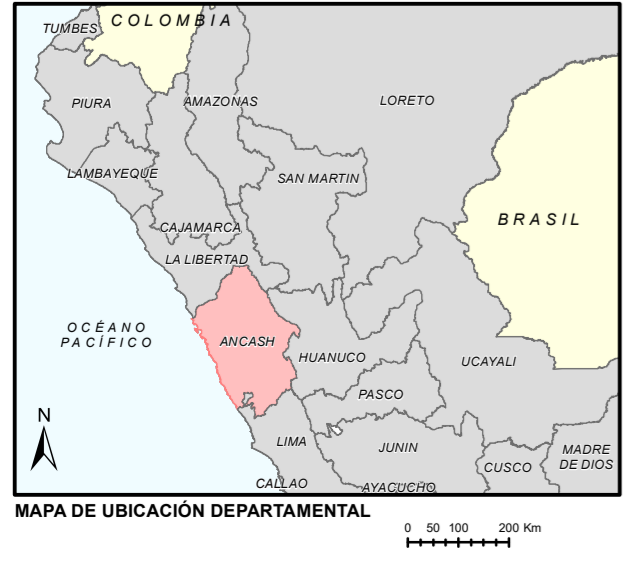 COLOMBIA
TUMBES
PIURA
AMAZONAS
LORETO
LAMBAYEQUE
SAN MARTIN
CAJAMARCA
BRASIL
LA LIBERTAD
OCÉANO
PACÍFICO
ANCASH
HUANUCO
UCAYALI
PASCO
N
LIMA
JUNIN
MADRE
DE DIOS
CUSCO
CALLAO
AYACUCHO
MAPA DE UBICACIÓN DEPARTAMENTAL
0 50 100 200 Km